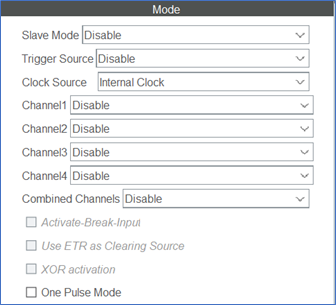 Mode
Slave Mode Disable
Trigger Source Disable
Clock Source Internal Clock
Channel1 Disable
Channel2 Disable
Channel3 Disable
Channel4 Disable
Combined Channels Disable
Activate-Break-Input
Use ETR as Clearing Source
XOR activation
One Pulse Mode